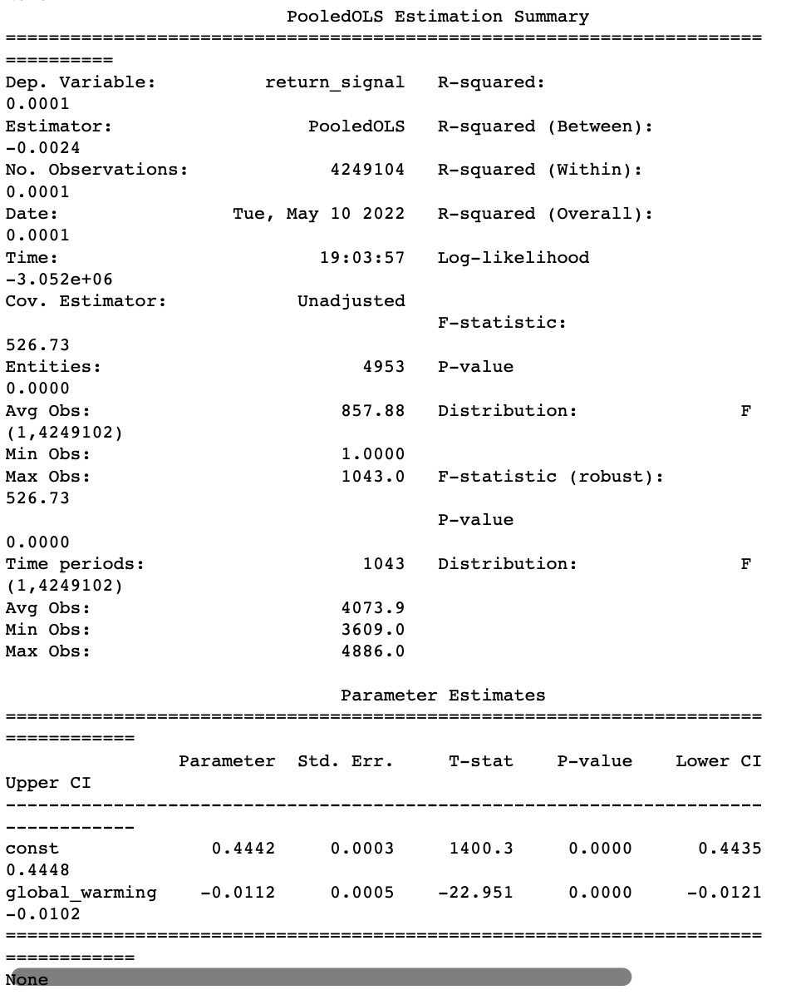 PooledOLS Estimation Summary
=======================================================================
==========
Dep. Variable: return_signal R-squared:
0.0001
Estimator: PooledOLS R-squared (Between):
-0.0024
No. Observations: 4249104 R-squared (Within):
0.0001
Date: Tue, May 10 2022 R-squared (Overall):
0.0001
Time: 19:03:57 Log-likelihood
-3.052e+06
Cov. Estimator: Unadjusted
F-statistic:
526.73
Entities: 4953 P-value
0.0000
Avg Obs: 857.88 Distribution: F
(1,4249102)
Min Obs: 1.0000
Max Obs: 1043.0 F-statistic (robust):
526.73
P-value
0.0000
Time periods: 1043 Distribution: F
(1,4249102)
Avg Obs: 4073.9
Min Obs: 3609.0
Max Obs: 4886.0
Parameter Estimates
=======================================================================
============
Parameter Std. Err. T-stat P-value Lower CI
Upper CI
-----------------------------------------------------------------------
------------
const 0.4442 0.0003 1400.3 0.0000 0.4435
0.4448
global_warming -0.0112 0.0005 -22.951 0.0000 -0.0121
-0.0102
=======================================================================
============
None